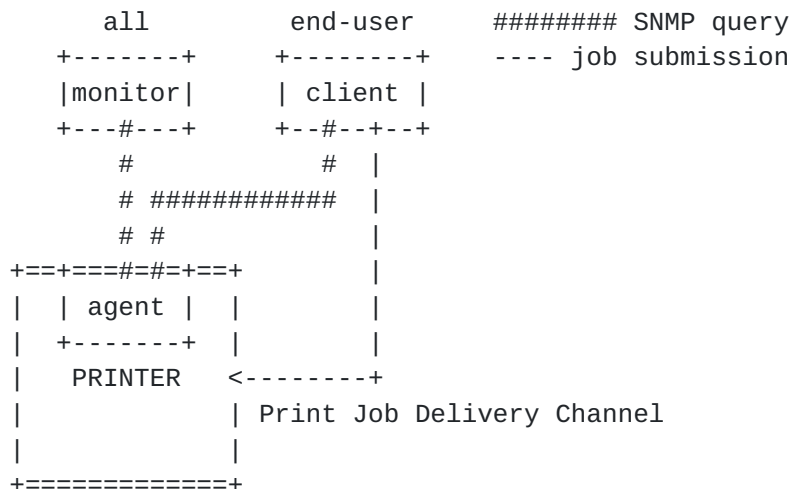 all end-user ######## SNMP query
+-------+ +--------+ ---- job submission
|monitor| | client |
+---#---+ +--#--+--+
# # |
# ############ |
# # |
+==+===#=#=+==+ |
| | agent | | |
| +-------+ | |
| PRINTER <--------+
| | Print Job Delivery Channel
| |
+=============+